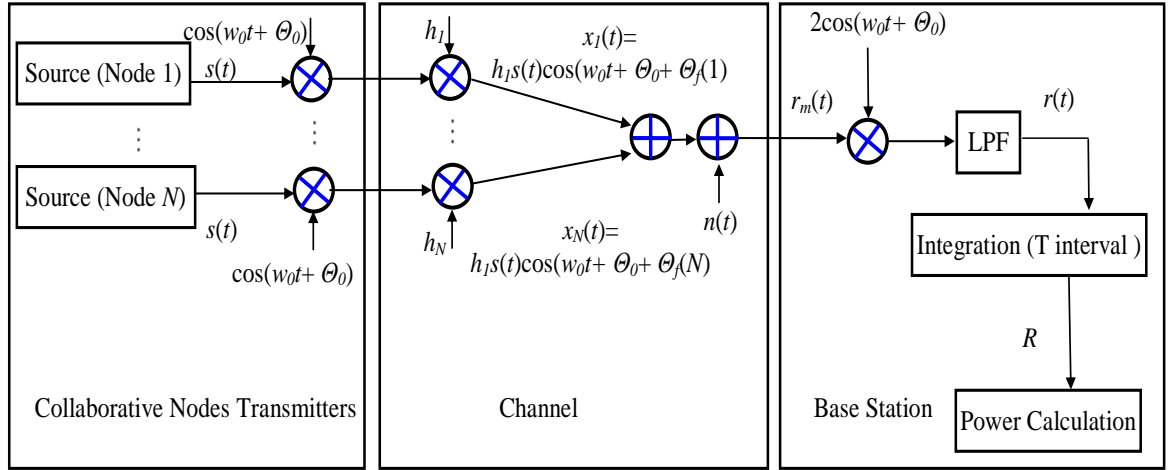 cos(w0t+ Θ0)
Source (Node 1)
s(t)
Source (Node N)
s(t)
cos(w0t+ Θ0)
Collaborative Nodes Transmitters
h1
x1(t)=
h1s(t)cos(w0t+ Θ0+ Θf(1)
hN
xN(t)=
h1s(t)cos(w0t+ Θ0+ Θf(N)
n(t)
Channel
2cos(w0t+ Θ0)
rm(t)
LPF
r(t)
Integration (T interval )
R
Power Calculation
Base Station